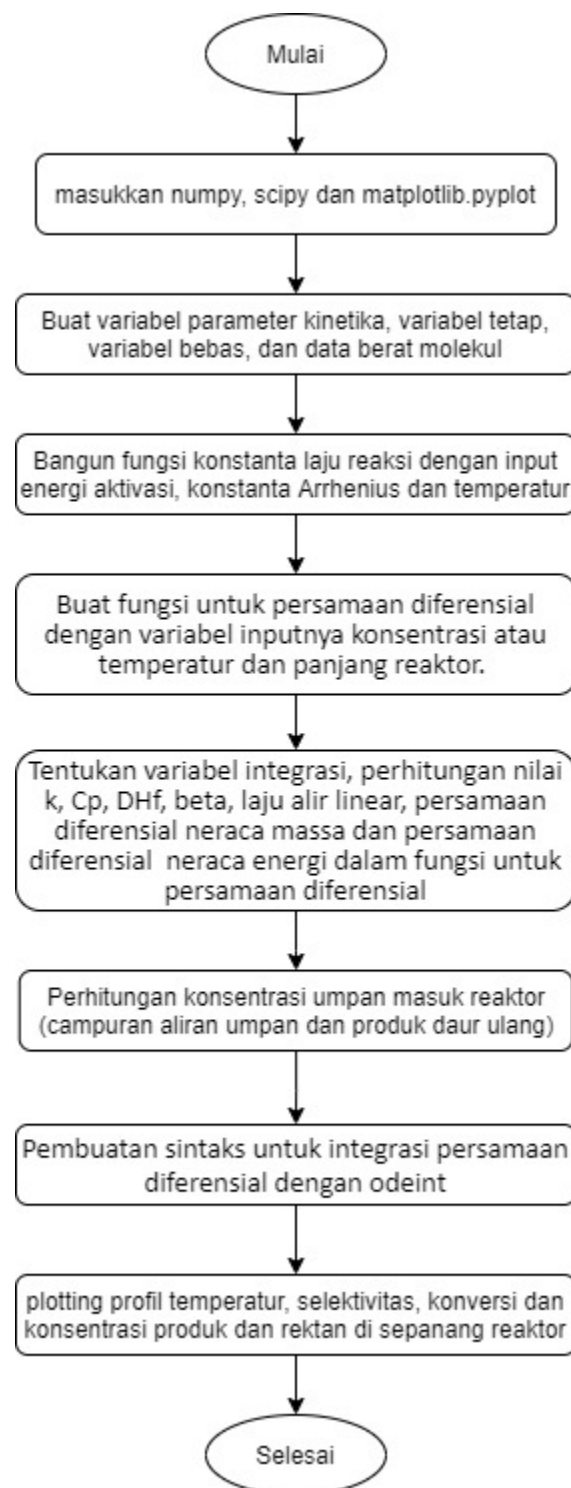 Mulai
masukkan numpy, scipy dan matplotlib.pyplot
Buat variabel parameter kinetika, variabel tetap,
variabel bebas, dan data berat molekul
Bangun fungsi konstanta laju reaksi dengan input
energi aktivasi, konstanta Arrhenius dan temperatur
Buat fungsi untuk persamaan diferensial
dengan variabel inputnya konsentrasi atau
temperatur dan panjang reaktor.
Tentukan variabel integrasi, perhitungan nilai
k, Cp, DHf, beta, laju alir linear, persamaan
diferensial neraca massa dan persamaan
diferensial neraca energi dalam fungsi untuk
persamaan diferensial
Perhitungan konsentrasi umpan masuk reaktor
(campuran aliran umpan dan produk daur ulang)
Pembuatan sintaks untuk integrasi persamaan
diferensial dengan odeint
plotting profil temperatur, selektivitas, konversi dan
konsentrasi produk dan rektan di sepanang reaktor
Selesai